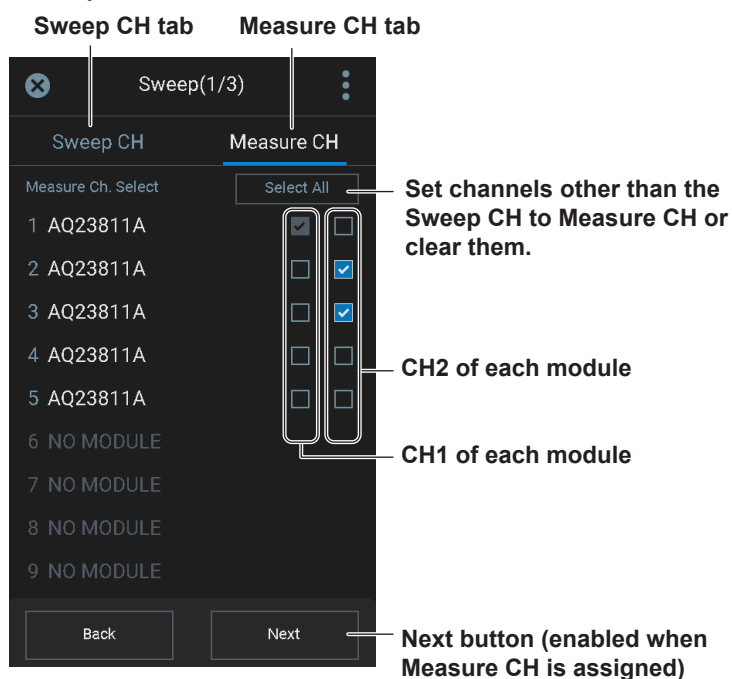 Sweep CH tab
Measure CH tab
Sweep(1/3)
Sweep CH
Measure CH
Measure Ch. Select
Select All
Set channels other than the
Sweep CH to Measure CH or
clear them.
1 AQ23811A
2 AQ23811A
3 AQ23811A
4 AQ23811A
5 AQ23811A
CH2 of each module
6 NO MODULE
CH1 of each module
7 NO MODULE
8 NO MODULE
9 NO MODULE
Back
Next
Next button (enabled when
Measure CH is assigned)